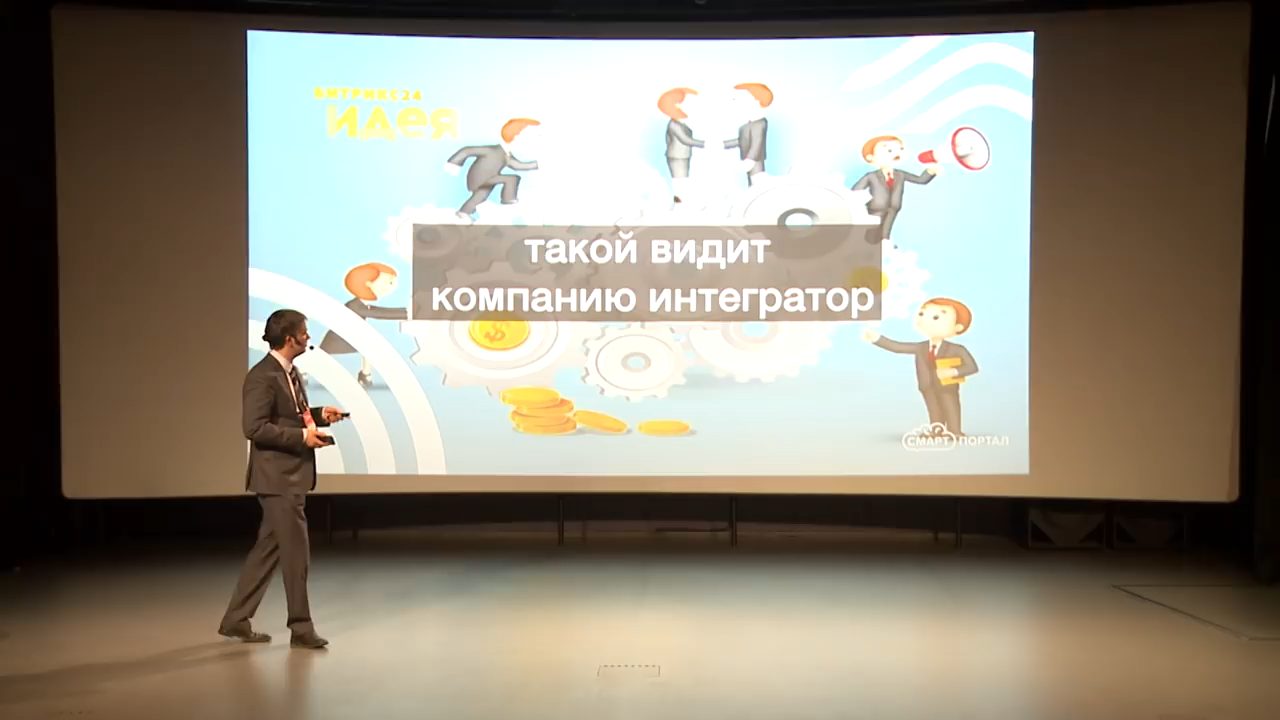 БИТРИКС24
идея
такой видит
компанию интегратор
СМАРТ ПОРТАЛ